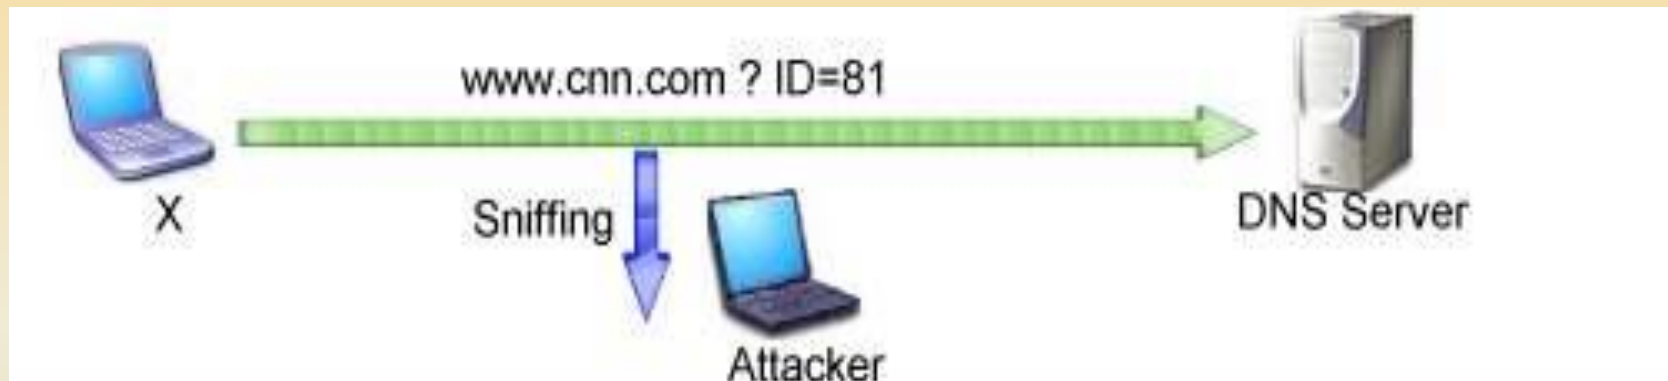 www.cnn.com ? ID=81
X
Sniffing
DNS Server
Attacker